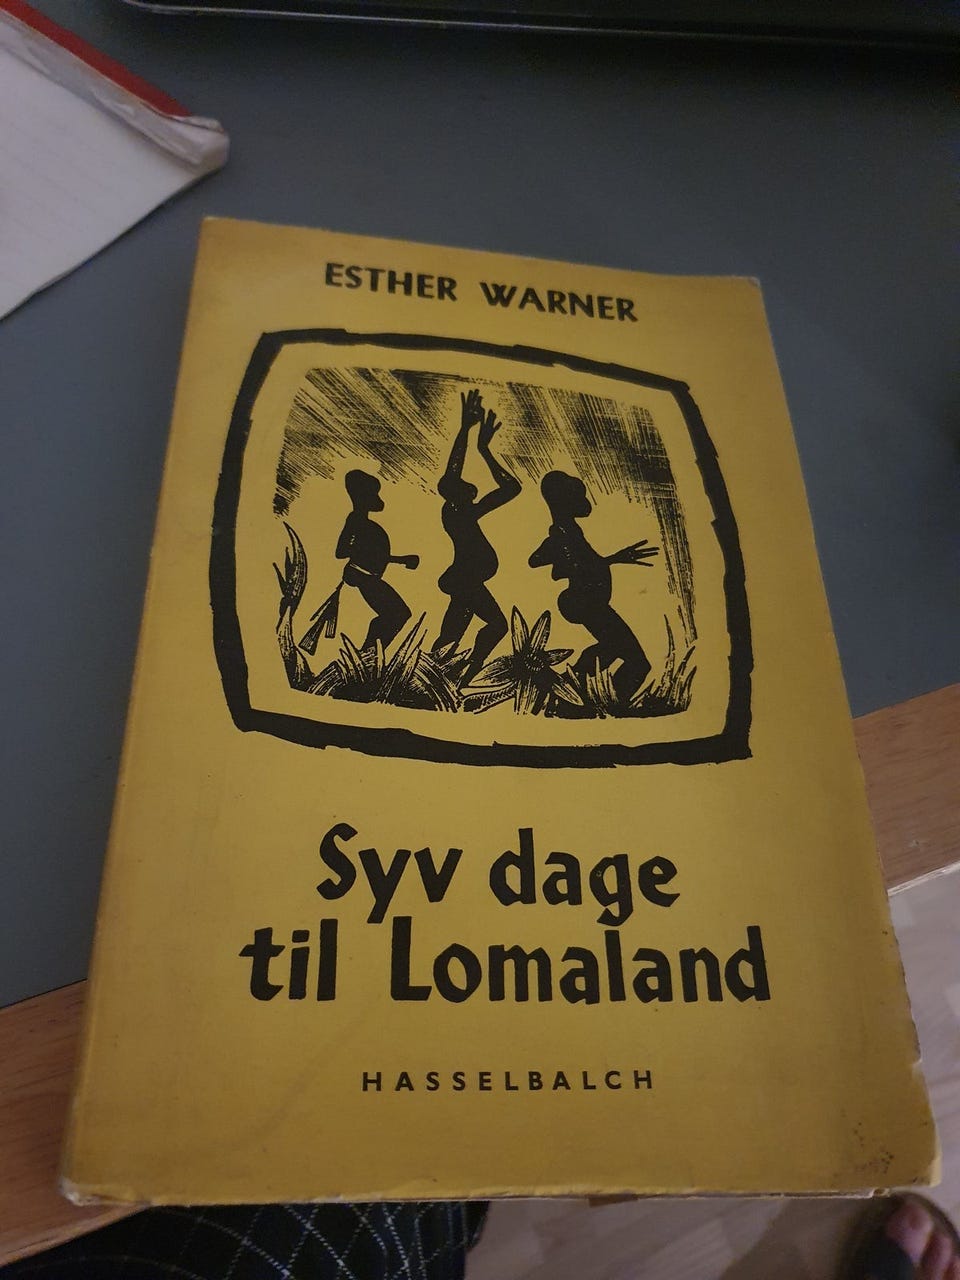 ESTHER WARNER
Syv dage
til Lomaland
HASSELBALCH